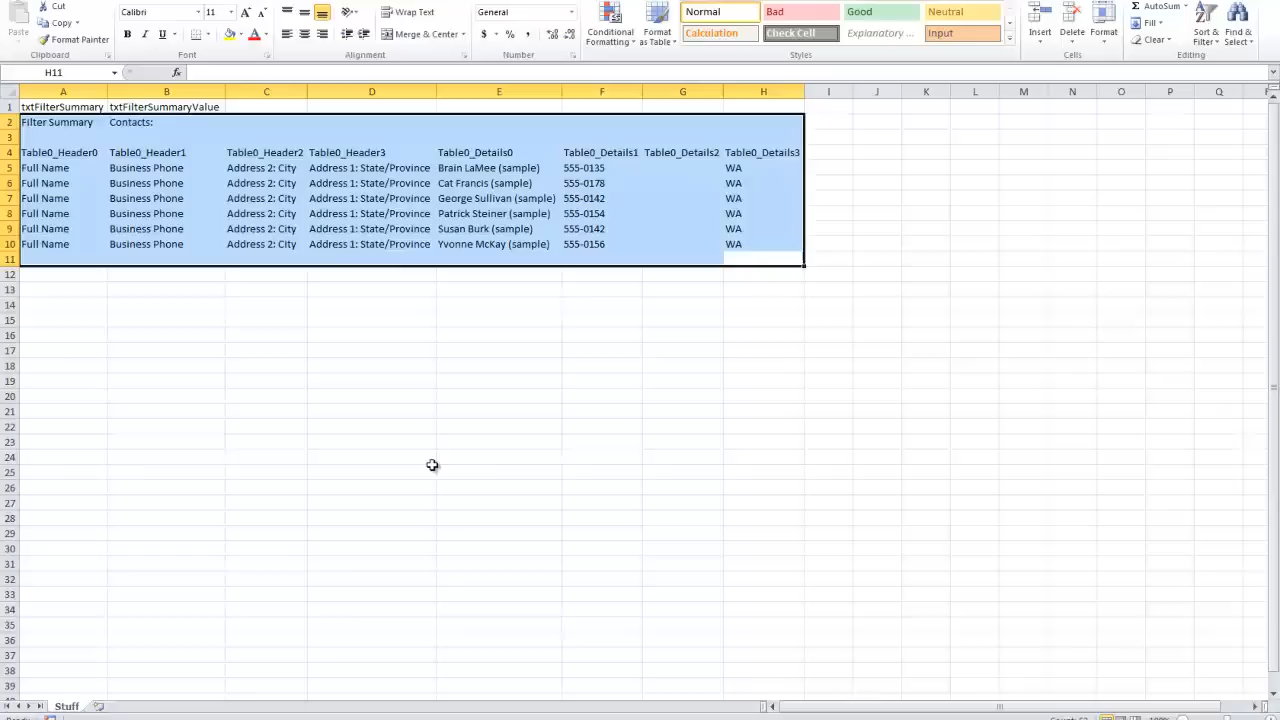 Cut Calibri 11 A A Wrap Text General Normal Bad Good Neutral Σ AutoSum
Paste Copy Fill
Format Painter B I U A Merge & Center $ % , .0 .00 Conditional Formatting Format as Table Calculation Check Cell Explanatory ... Input Insert Delete Format Clear Sort & Filter Find & Select
Clipboard Font Alignment Number Styles Cells Editing
H11 fx
A B C D E F G H I J K L M N O P Q
1 txtFilterSummary txtFilterSummaryValue
2 Filter Summary Contacts:
3
4 Table0_Header0 Table0_Header1 Table0_Header2 Table0_Header3 Table0_Details0 Table0_Details1 Table0_Details2 Table0_Details3
5 Full Name Business Phone Address 2: City Address 1: State/Province Brain LaMee (sample) 555-0135 WA
6 Full Name Business Phone Address 2: City Address 1: State/Province Cat Francis (sample) 555-0178 WA
7 Full Name Business Phone Address 2: City Address 1: State/Province George Sullivan (sample) 555-0142 WA
8 Full Name Business Phone Address 2: City Address 1: State/Province Patrick Steiner (sample) 555-0154 WA
9 Full Name Business Phone Address 2: City Address 1: State/Province Susan Burk (sample) 555-0142 WA
10 Full Name Business Phone Address 2: City Address 1: State/Province Yvonne McKay (sample) 555-0156 WA
11
12
13
14
15
16
17
18
19
20
21
22
23
24
25
26
27
28
29
30
31
32
33
34
35
36
37
38
39
Stuff